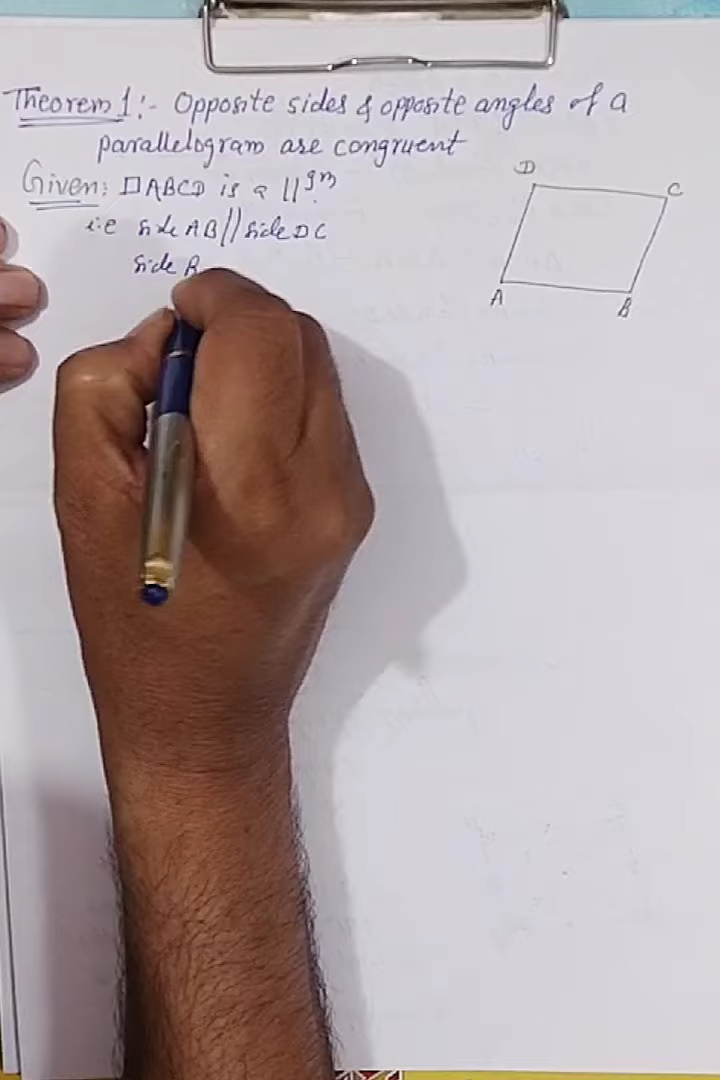 Theorem 1:- Opposite sides & opposite angles of a
parallelogram are congruent
Given: □ABCD is a ||gm
i.e side AB || side DC
side B
D
C
A
B